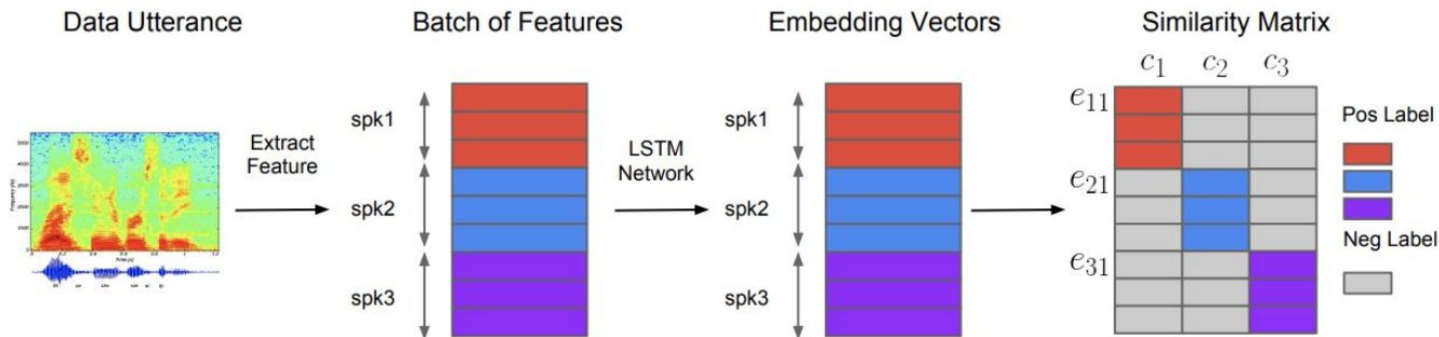 Data Utterance
Batch of Features
Embedding Vectors
Similarity Matrix
c1 c2 c3
Extract
Feature
LSTM
Network
spk1
spk2
spk3
spk1
spk2
spk3
e11
e21
e31
Pos Label
Neg Label
Time (s)